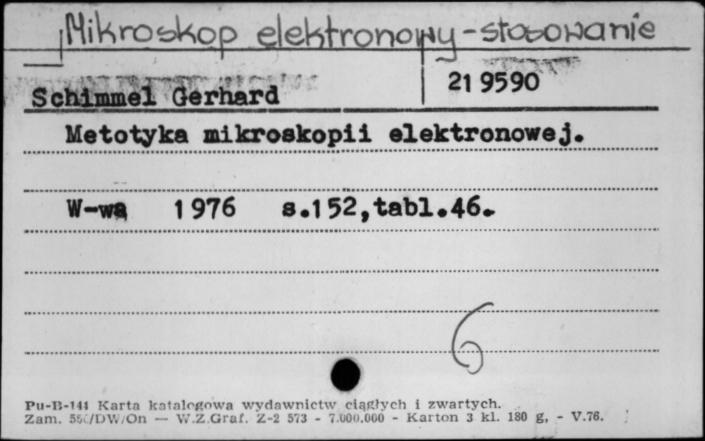 Mikroskop elektronowy - stosowanie
Schimmel Gerhard
21 9590
Metotyka mikroskopii elektronowej.
W-wa 1976 s.152,tabl.46.
6
Pu-B-141 Karta katalogowa wydawnictw ciągłych i zwartych.
Zam. /DW/On — W.Z.Graf. Z-2 573 - 7.000.000 - Karton 3 kl. 180 g, - V.76.